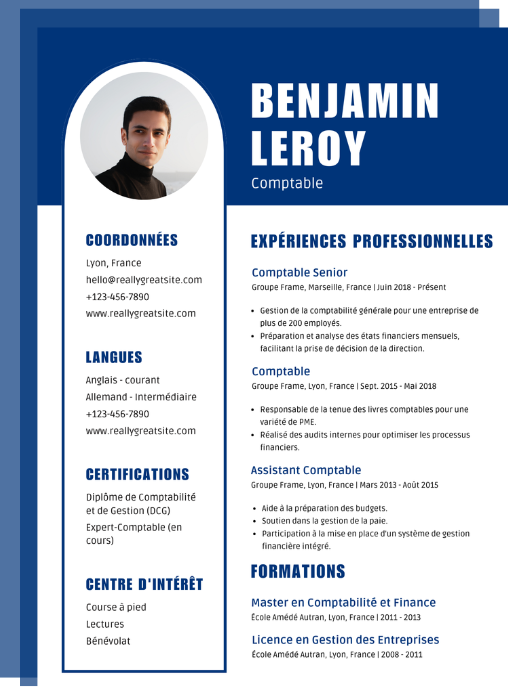 BENJAMIN
LEROY
Comptable
COORDONNÉES
Lyon, France
hello@reallygreatsite.com
+123-456-7890
www.reallygreatsite.com
LANGUES
Anglais - courant
Allemand - Intermédiaire
+123-456-7890
www.reallygreatsite.com
CERTIFICATIONS
Diplôme de Comptabilité
et de Gestion (DCG)
Expert-Comptable (en
cours)
CENTRE D'INTÉRÊT
Course à pied
Lectures
Bénévolat
EXPÉRIENCES PROFESSIONNELLES
Comptable Senior
Groupe Frame, Marseille, France | Juin 2018 - Présent
• Gestion de la comptabilité générale pour une entreprise de
plus de 200 employés.
• Préparation et analyse des états financiers mensuels,
facilitant la prise de décision de la direction.
Comptable
Groupe Frame, Lyon, France | Sept. 2015 - Mai 2018
• Responsable de la tenue des livres comptables pour une
variété de PME.
• Réalisé des audits internes pour optimiser les processus
financiers.
Assistant Comptable
Groupe Frame, Lyon, France | Mars 2013 - Août 2015
• Aide à la préparation des budgets.
• Soutien dans la gestion de la paie.
• Participation à la mise en place d'un système de gestion
financière intégré.
FORMATIONS
Master en Comptabilité et Finance
École Amédé Autran, Lyon, France | 2011 - 2013
Licence en Gestion des Entreprises
École Amédé Autran, Lyon, France | 2008 - 2011